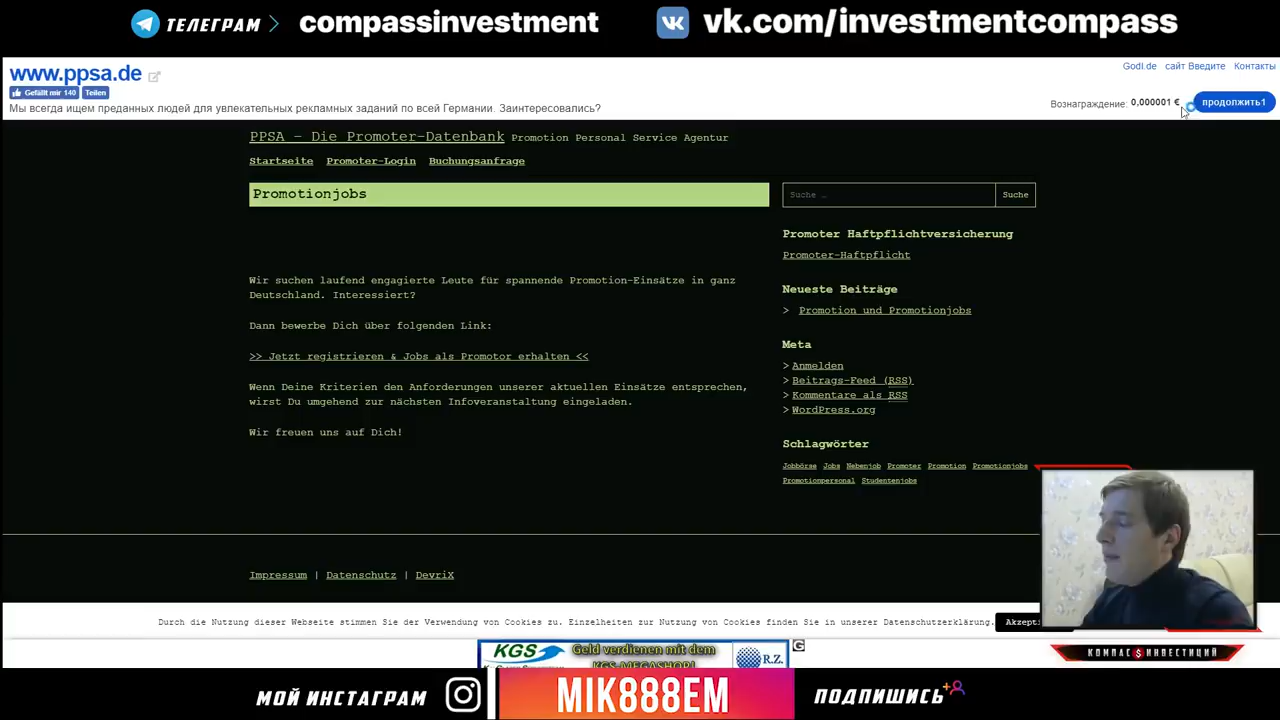 ТЕЛЕГРАМ compassinvestment vk.com/investmentcompass
www.ppsa.de
Gefällt mir 140 Teilen
Мы всегда ищем преданных людей для увлекательных рекламных заданий по всей Германии. Заинтересовались?
Godl.de сайт Введите Контакты
Вознаграждение: 0,000001 € продолжить1
PPSA – Die Promoter-Datenbank Promotion Personal Service Agentur
Startseite Promoter-Login Buchungsanfrage
Promotionjobs
Wir suchen laufend engagierte Leute für spannende Promotion-Einsätze in ganz
Deutschland. Interessiert?
Dann bewerbe Dich über folgenden Link:
>> Jetzt registrieren & Jobs als Promotor erhalten <<
Wenn Deine Kriterien den Anforderungen unserer aktuellen Einsätze entsprechen,
wirst Du umgehend zur nächsten Infoveranstaltung eingeladen.
Wir freuen uns auf Dich!
Suche … Suche
Promoter Haftpflichtversicherung
Promoter-Haftpflicht
Neueste Beiträge
> Promotion und Promotionjobs
Meta
> Anmelden
> Beitrags-Feed (RSS)
> Kommentare als RSS
> WordPress.org
Schlagwörter
Jobbörse Jobs Nebenjob Promoter Promotion Promotionjobs
Promotionpersonal Studentenjobs
Impressum | Datenschutz | DevriX
Durch die Nutzung dieser Webseite stimmen Sie der Verwendung von Cookies zu. Einzelheiten zur Nutzung von Cookies finden Sie in unserer Datenschutzerklärung. Akzepti
KGS Geld verdienen mit dem R.Z. G
KGS-MEGASHOP!
КОМПАС ИНВЕСТИЦИЙ
МОЙ ИНСТАГРАМ MIK888EM ПОДПИШИСЬ